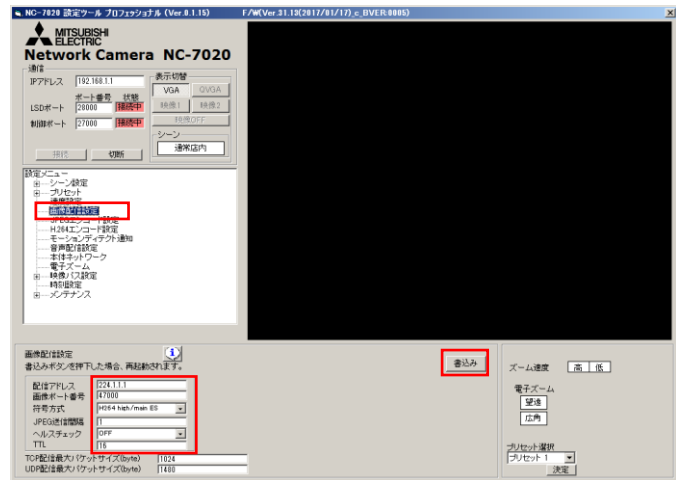 NC-7020 設定ツール プロフェッショナル (Ver.0.1.15) F/W(Ver.31.13(2017/01/17)_c_BVER:0005)
MITSUBISHI
ELECTRIC
Network Camera NC-7020
通信
IPアドレス 192.168.1.1
ポート番号 状態
LSDポート 28000 接続中
制御ポート 27000 接続中
接続 切断
表示切替
VGA QVGA
映像1 映像2
映像OFF
シーン
通常店内
設定メニュー
シーン設定
プリセット
速度設定
画像配信設定
JPEGエンコード設定
H.264エンコード設定
モーションディテクト通知
音声配信設定
本体ネットワーク
電子ズーム
映像パス設定
時刻設定
メンテナンス
画像配信設定
書込みボタンを押下した場合、再起動されます。
書込み
配信アドレス 224.1.1.1
画像ポート番号 47000
符号方式 H264 high/main ES
JPEG送信間隔 1
ヘルスチェック OFF
TTL 16
TCP配信最大パケットサイズ(byte) 1024
UDP配信最大パケットサイズ(byte) 1400
ズーム速度 高 低
電子ズーム
望遠
広角
プリセット選択
プリセット 1
決定